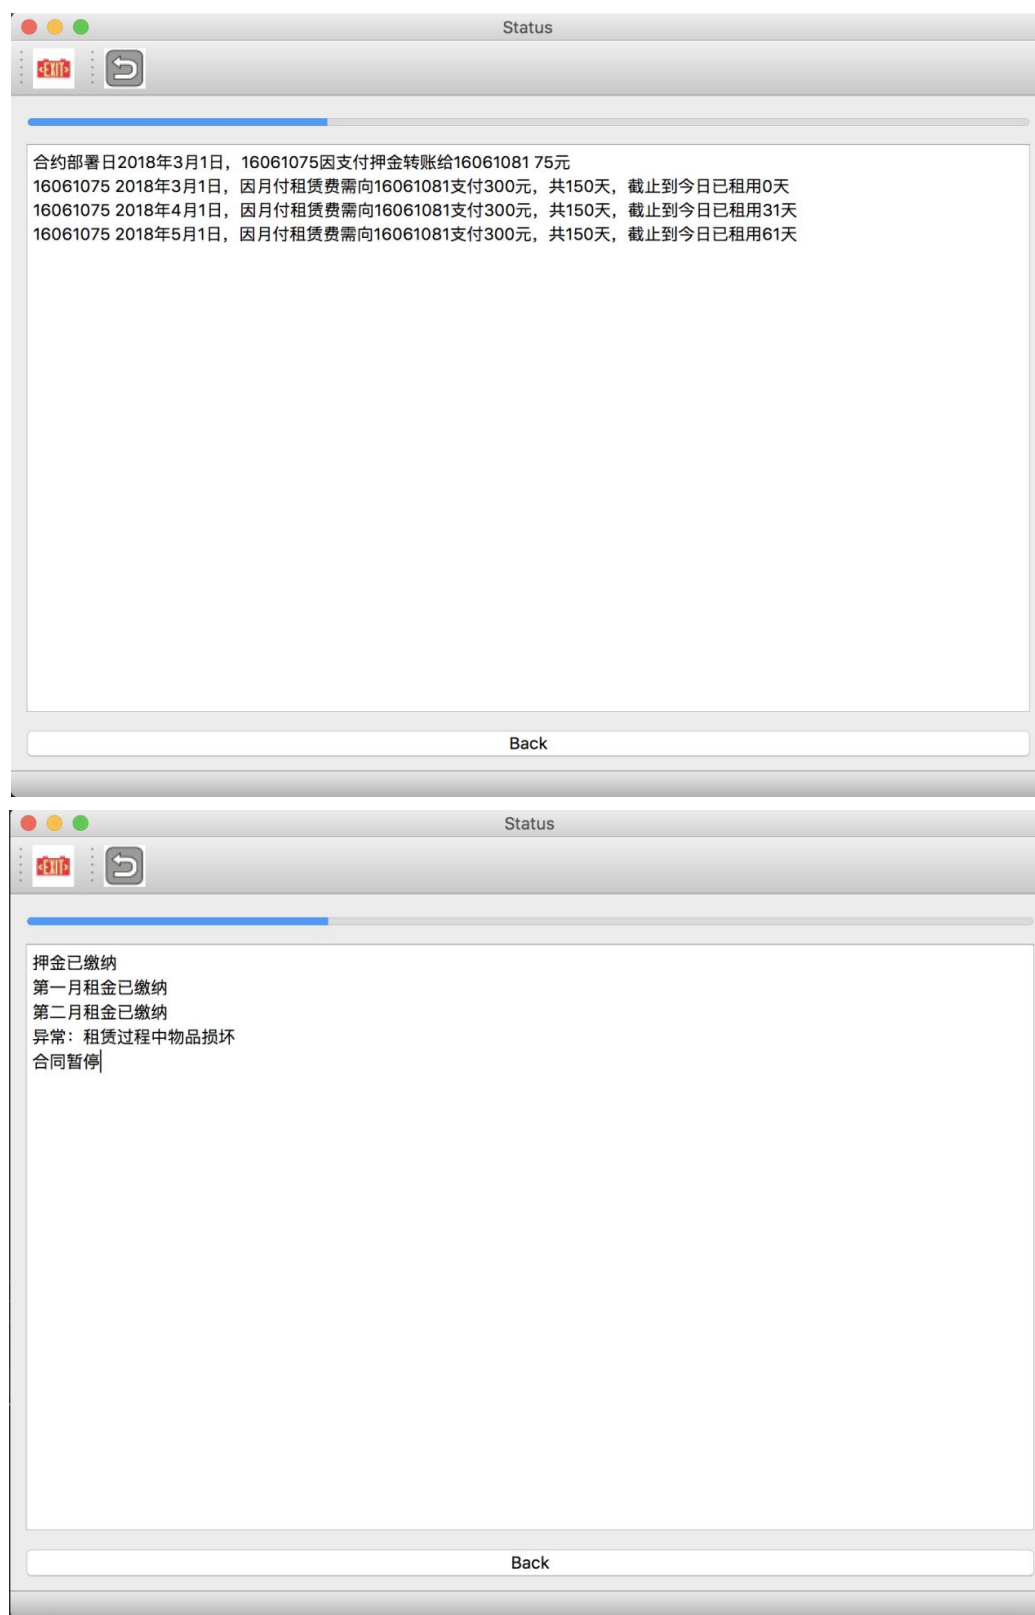 Status
<EXIT>
合约部署日2018年3月1日，16061075因支付押金转账给16061081 75元
16061075 2018年3月1日，因月付租赁费需向16061081支付300元，共150天，截止到今日已租用0天
16061075 2018年4月1日，因月付租赁费需向16061081支付300元，共150天，截止到今日已租用31天
16061075 2018年5月1日，因月付租赁费需向16061081支付300元，共150天，截止到今日已租用61天
Back
Status
<EXIT>
押金已缴纳
第一月租金已缴纳
第二月租金已缴纳
异常：租赁过程中物品损坏
合同暂停
Back